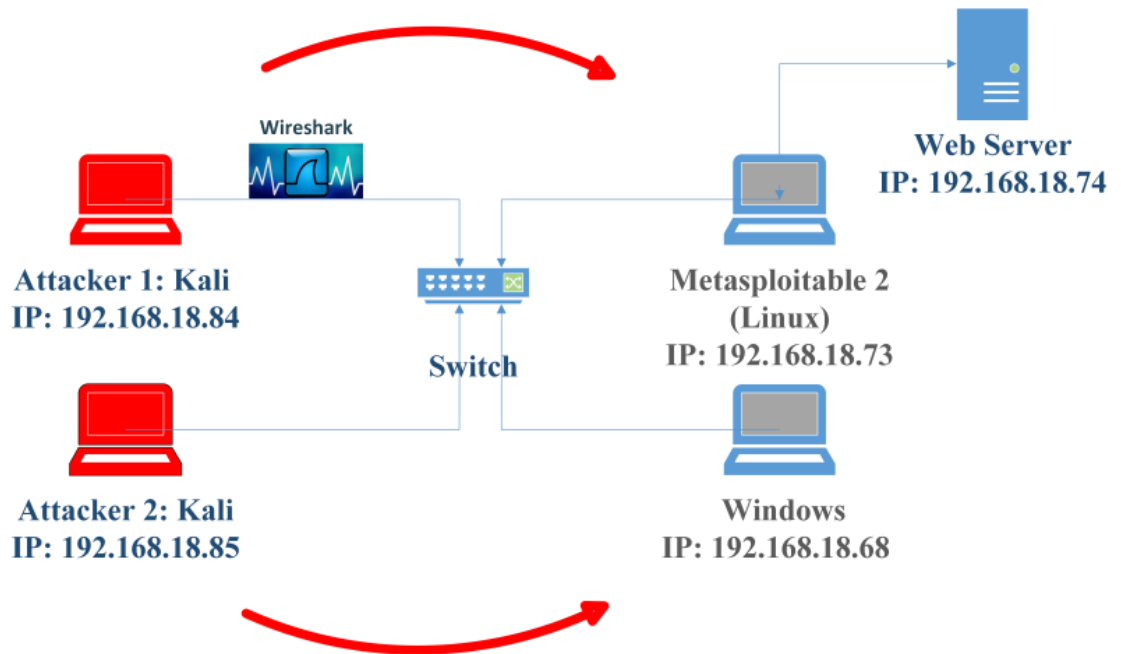 Wireshark
Web Server
IP: 192.168.18.74
Attacker 1: Kali
IP: 192.168.18.84
Metasploitable 2
(Linux)
IP: 192.168.18.73
Switch
Attacker 2: Kali
IP: 192.168.18.85
Windows
IP: 192.168.18.68